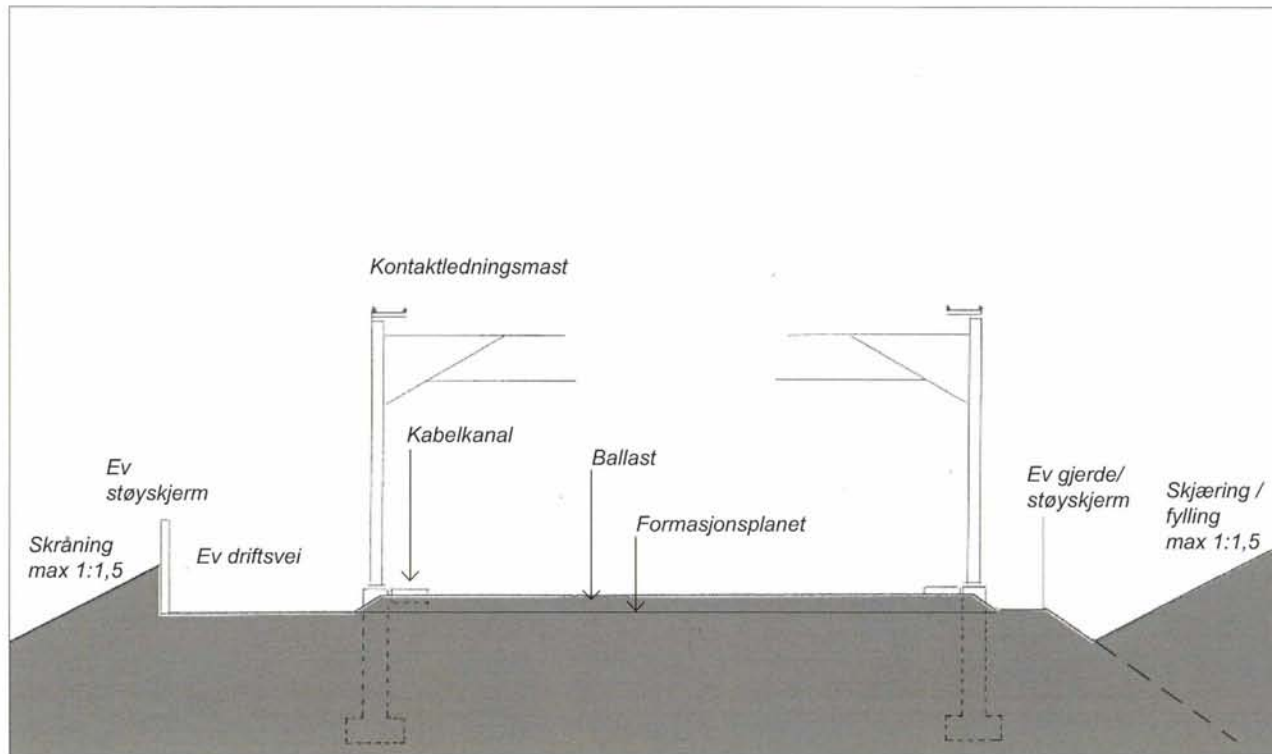 Kontaktledningsmast
Kabelkanal
Ballast
Formasjonsplanet
Ev
støyskjerm
Skråning
max 1:1,5
Ev driftsvei
Ev gjerde/
støyskjerm
Skjæring /
fylling
max 1:1,5